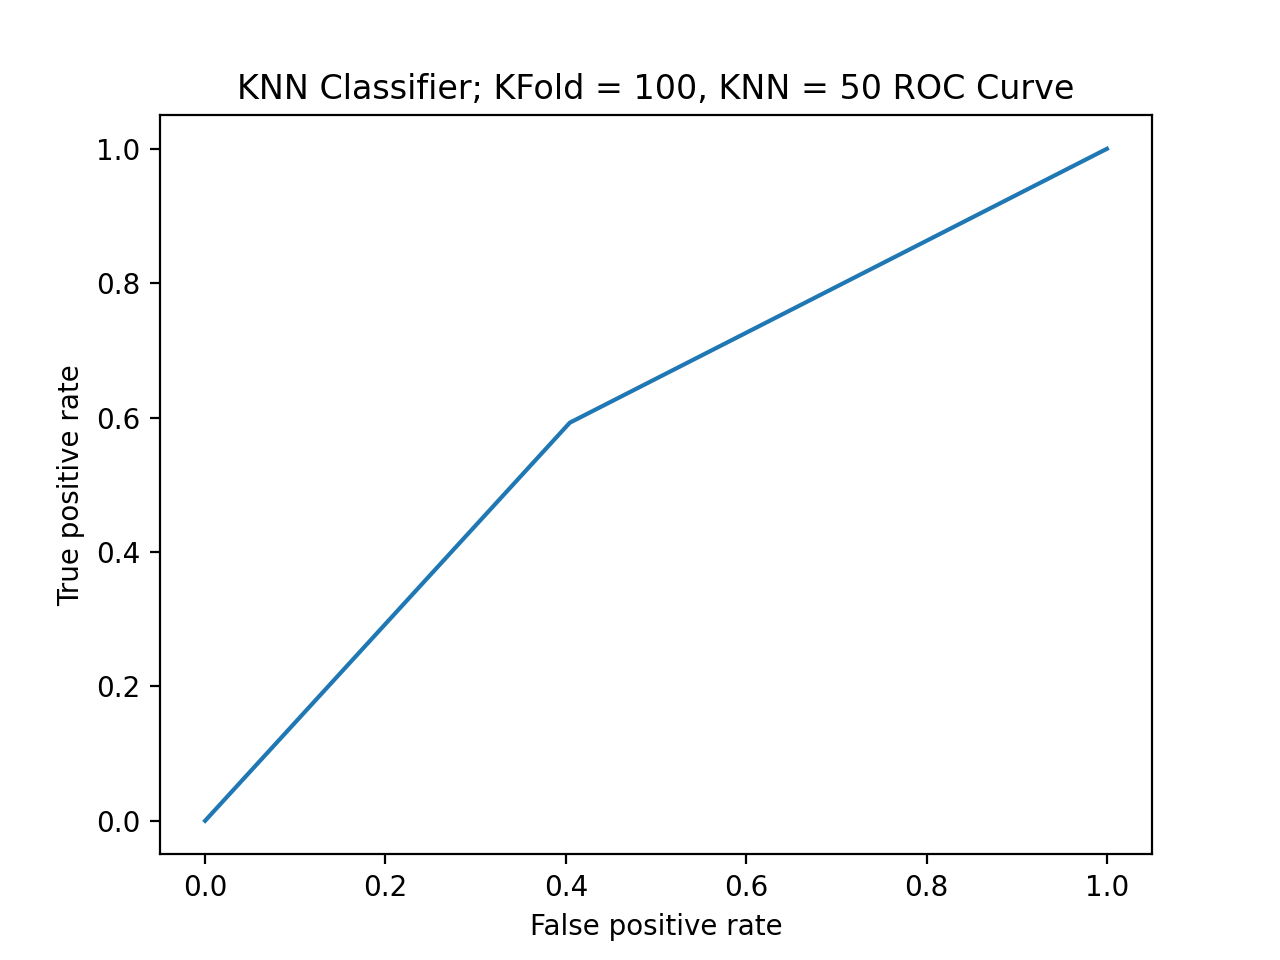 KNN Classifier; KFold = 100, KNN = 50 ROC Curve
1.0
0.8
0.6
0.4
0.2
0.0
True positive rate
0.0 0.2 0.4 0.6 0.8 1.0
False positive rate